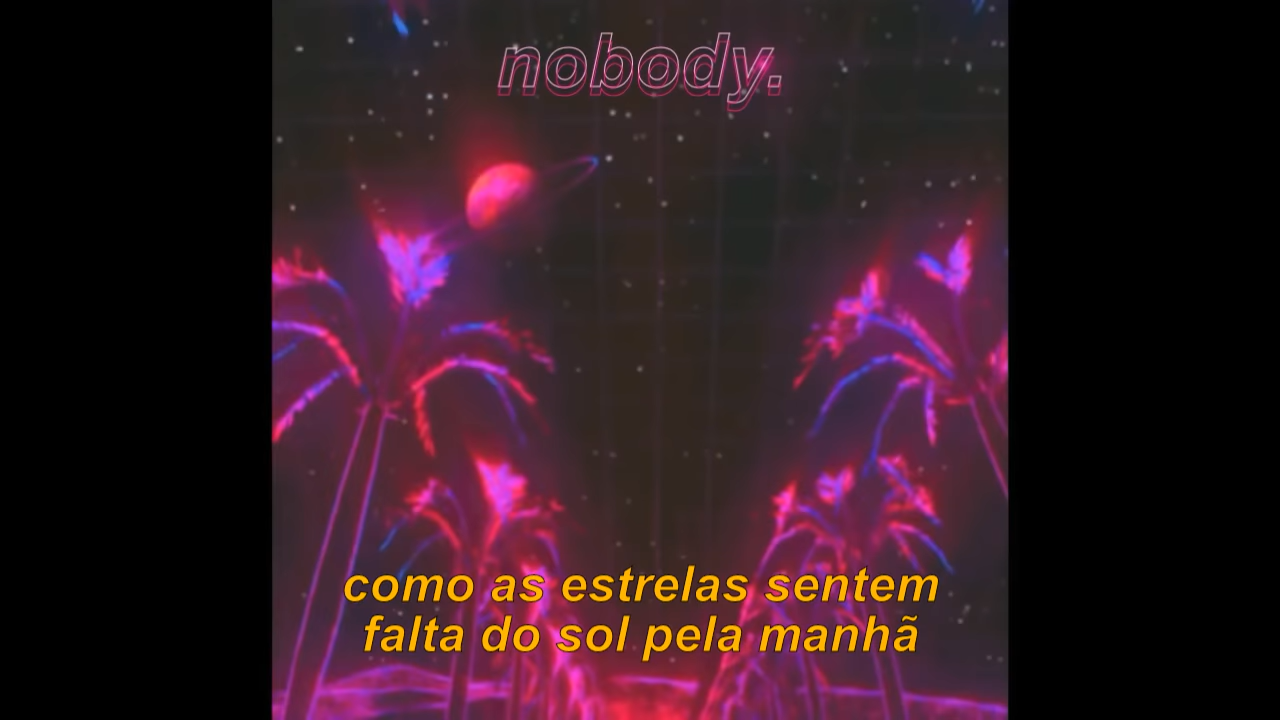 nobody.
como as estrelas sentem
falta do sol pela manhã